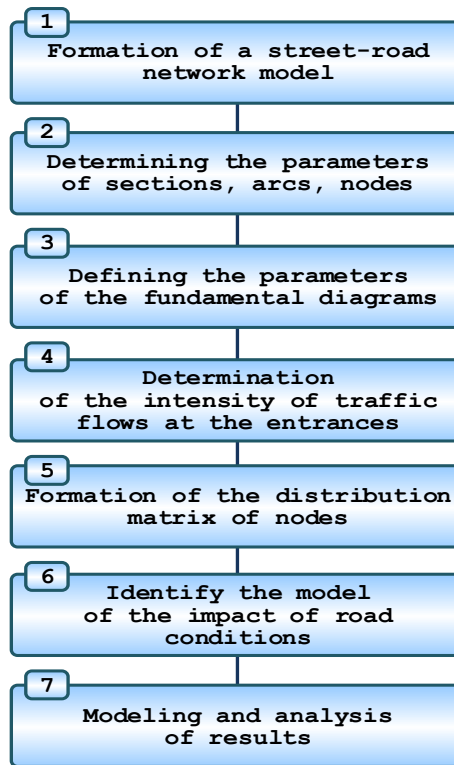 1
Formation of a street-road
network model
2
Determining the parameters
of sections, arcs, nodes
3
Defining the parameters
of the fundamental diagrams
4
Determination
of the intensity of traffic
flows at the entrances
5
Formation of the distribution
matrix of nodes
6
Identify the model
of the impact of road
conditions
7
Modeling and analysis
of results